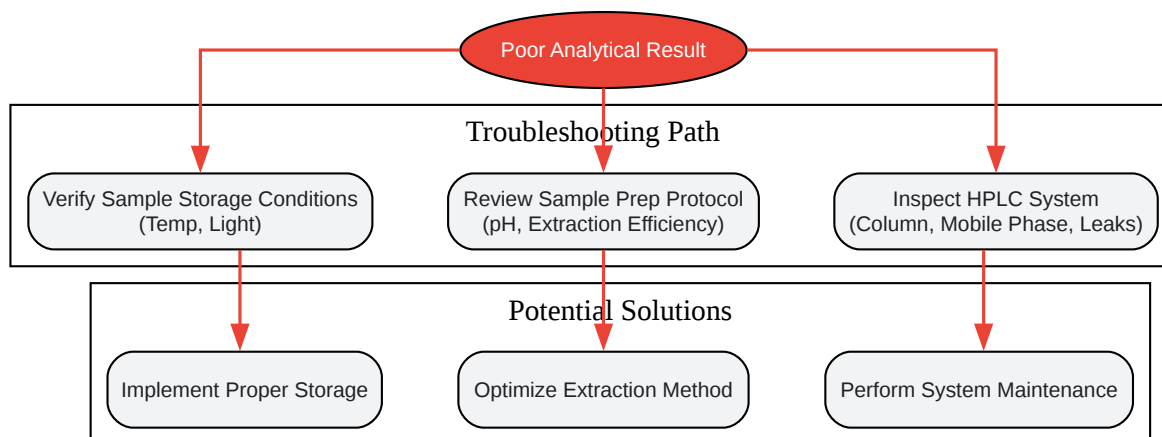 Poor Analytical Result
Troubleshooting Path
Verify Sample Storage Conditions
(Temp, Light)
Review Sample Prep Protocol
(pH, Extraction Efficiency)
Inspect HPLC System
(Column, Mobile Phase, Leaks)
Potential Solutions
Implement Proper Storage
Optimize Extraction Method
Perform System Maintenance